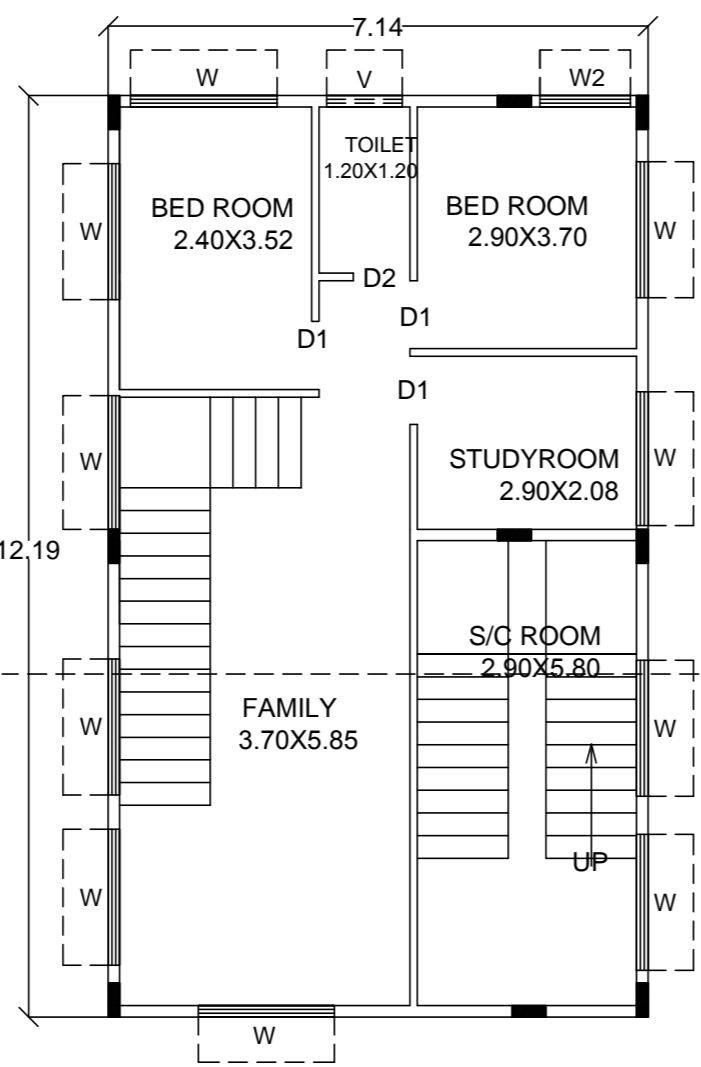 7.14
W
V
W2
TOILET
1.20X1.20
BED ROOM
2.40X3.52
BED ROOM
2.90X3.70
W
W
D2
D1
D1
D1
W
STUDYROOM
2.90X2.08
W
12.19
S/C ROOM
2.90X5.80
FAMILY
3.70X5.85
W
W
UP
W
W
W